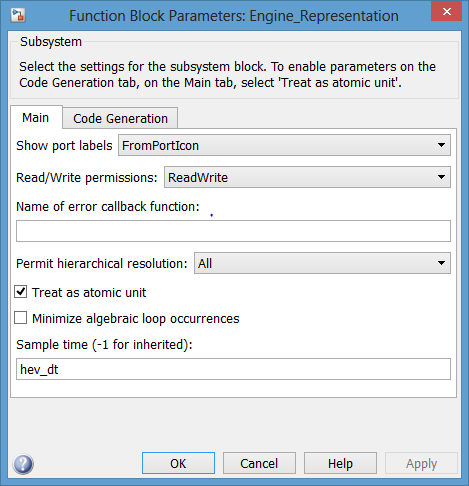 Function Block Parameters: Engine_Representation
Subsystem
Select the settings for the subsystem block. To enable parameters on the
Code Generation tab, on the Main tab, select 'Treat as atomic unit'.
Main
Code Generation
Show port labels FromPortIcon
Read/Write permissions: ReadWrite
Name of error callback function:
Permit hierarchical resolution: All
Treat as atomic unit
Minimize algebraic loop occurrences
Sample time (-1 for inherited):
hev_dt
? OK Cancel Help Apply